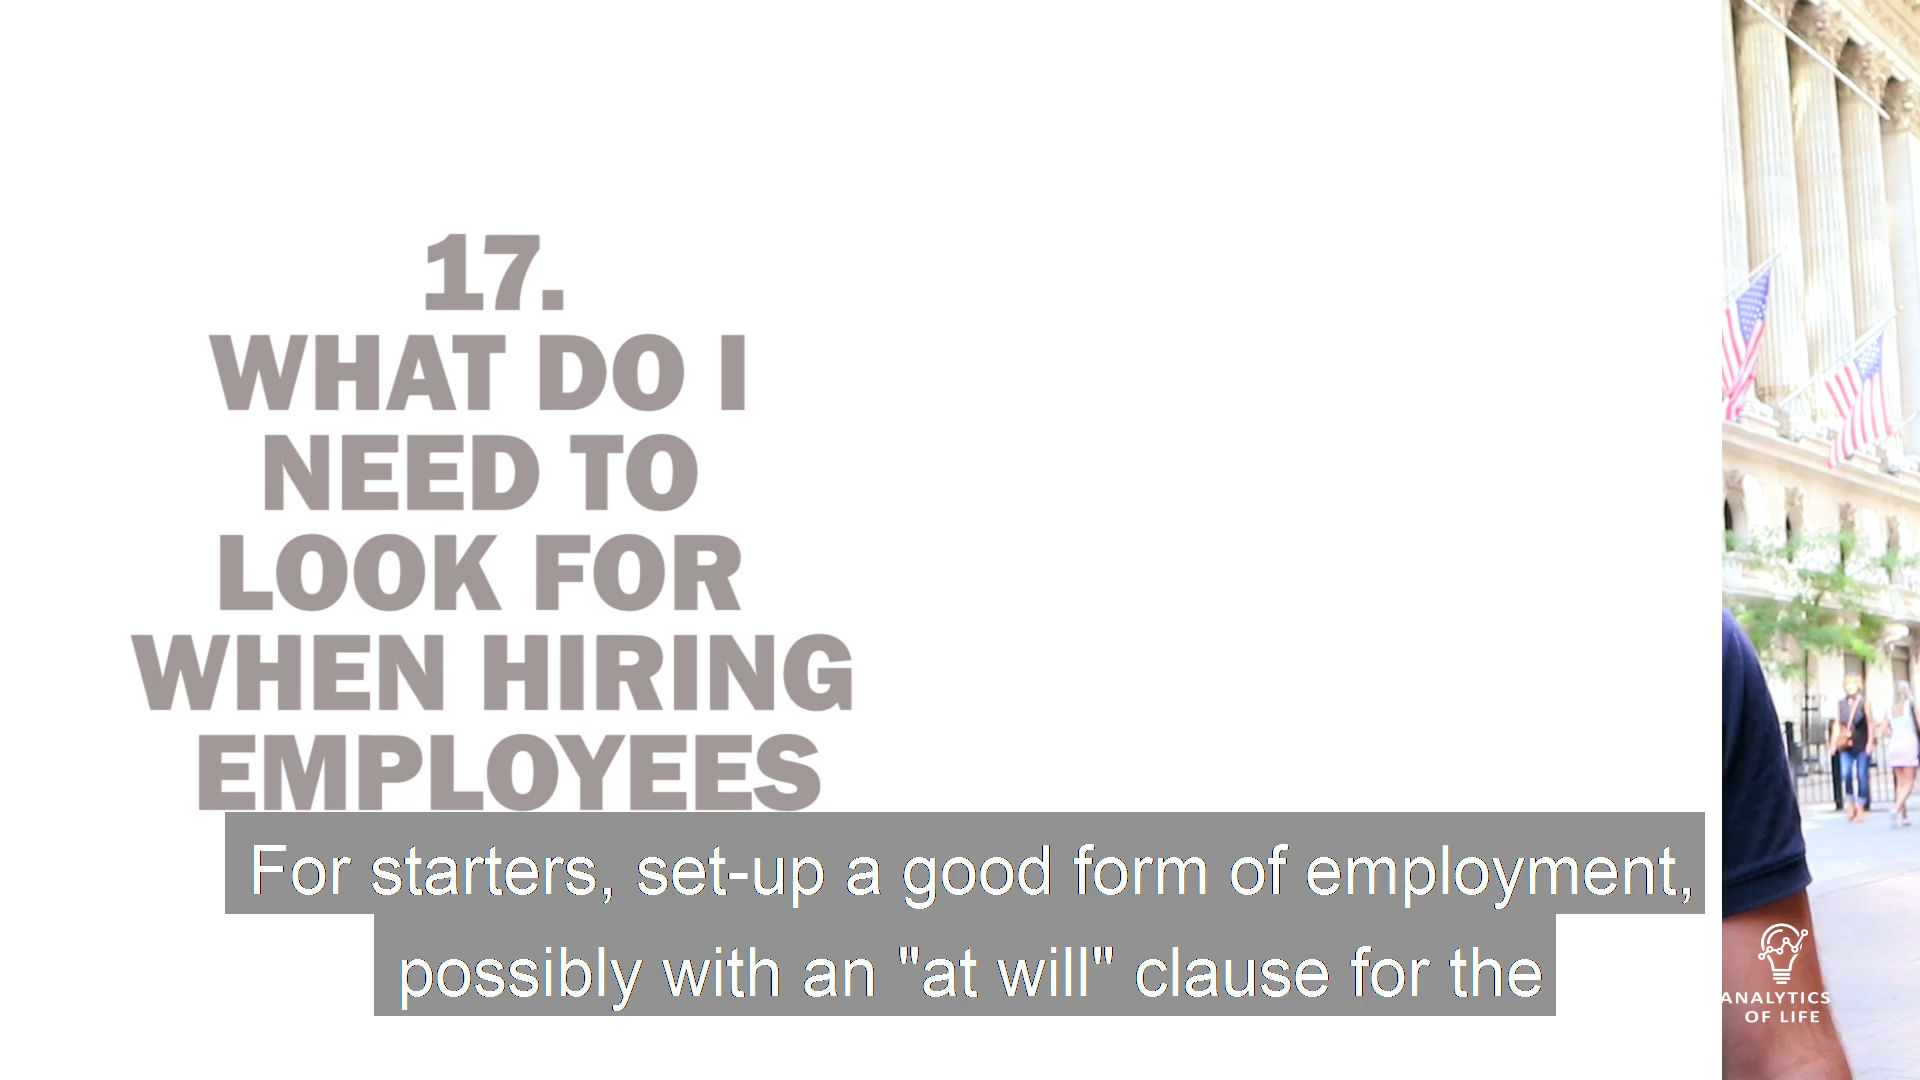 17.
WHAT DO I
NEED TO
LOOK FOR
WHEN HIRING
EMPLOYEES
For starters, set-up a good form of employment,
possibly with an "at will" clause for the
ANALYTICS
OF LIFE